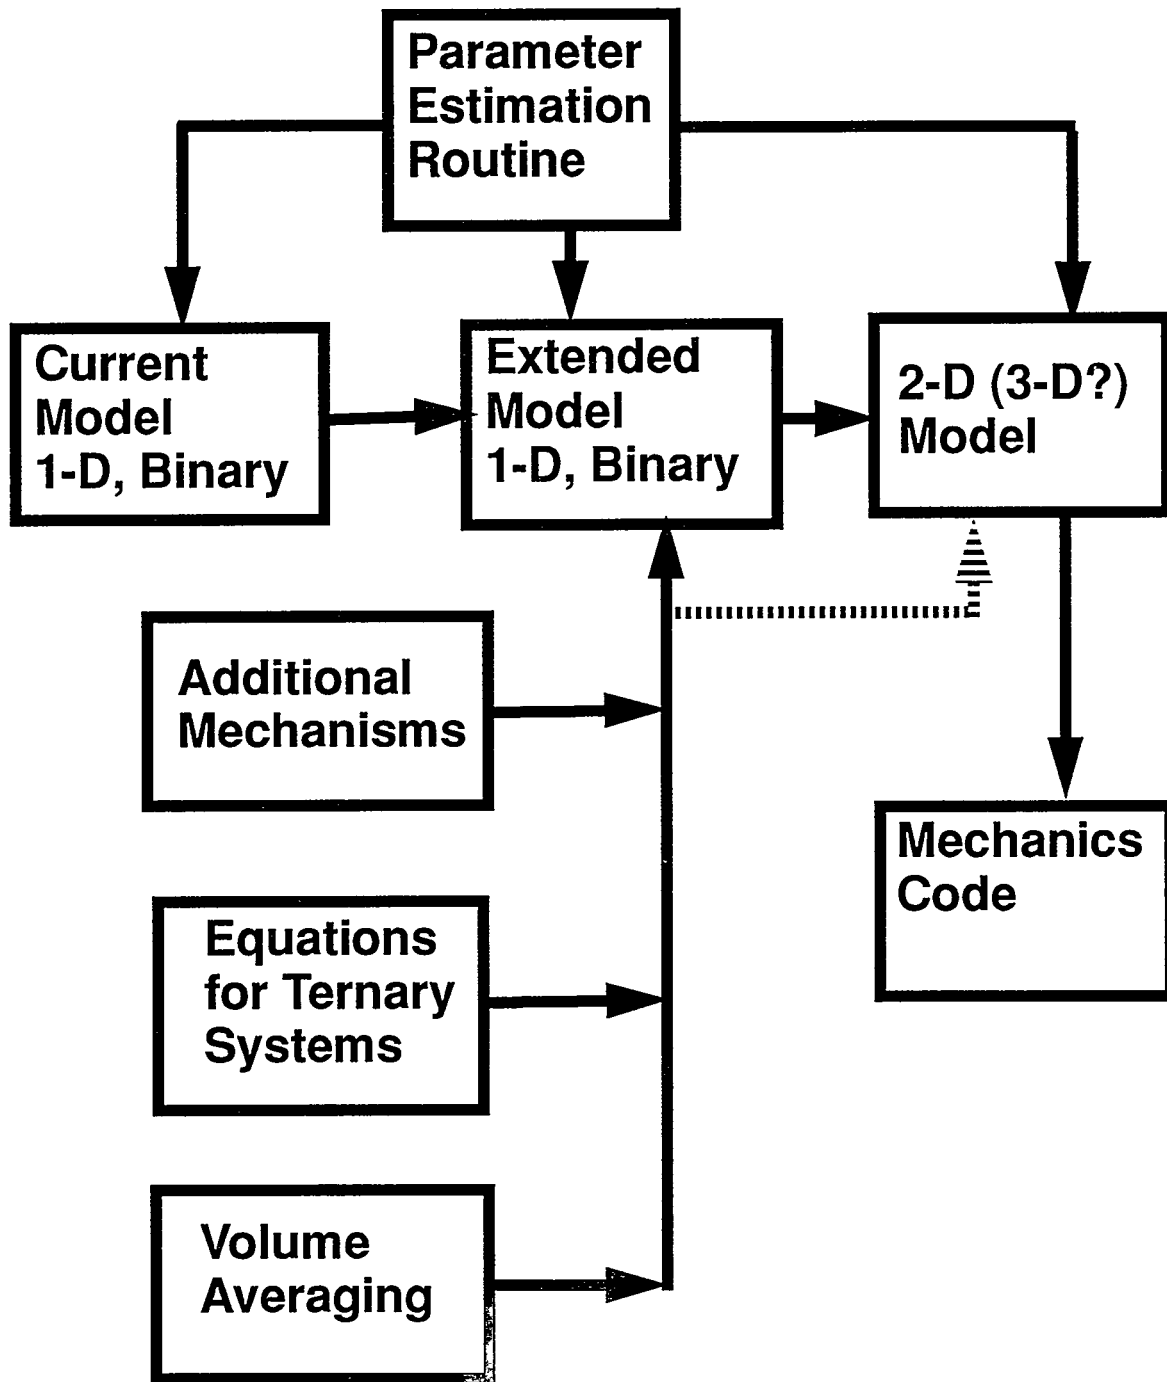 Parameter
Estimation
Routine
Current
Model
1-D, Binary
Extended
Model
1-D, Binary
2-D (3-D?)
Model
Additional
Mechanisms
Mechanics
Code
Equations
for Ternary
Systems
Volume
Averaging